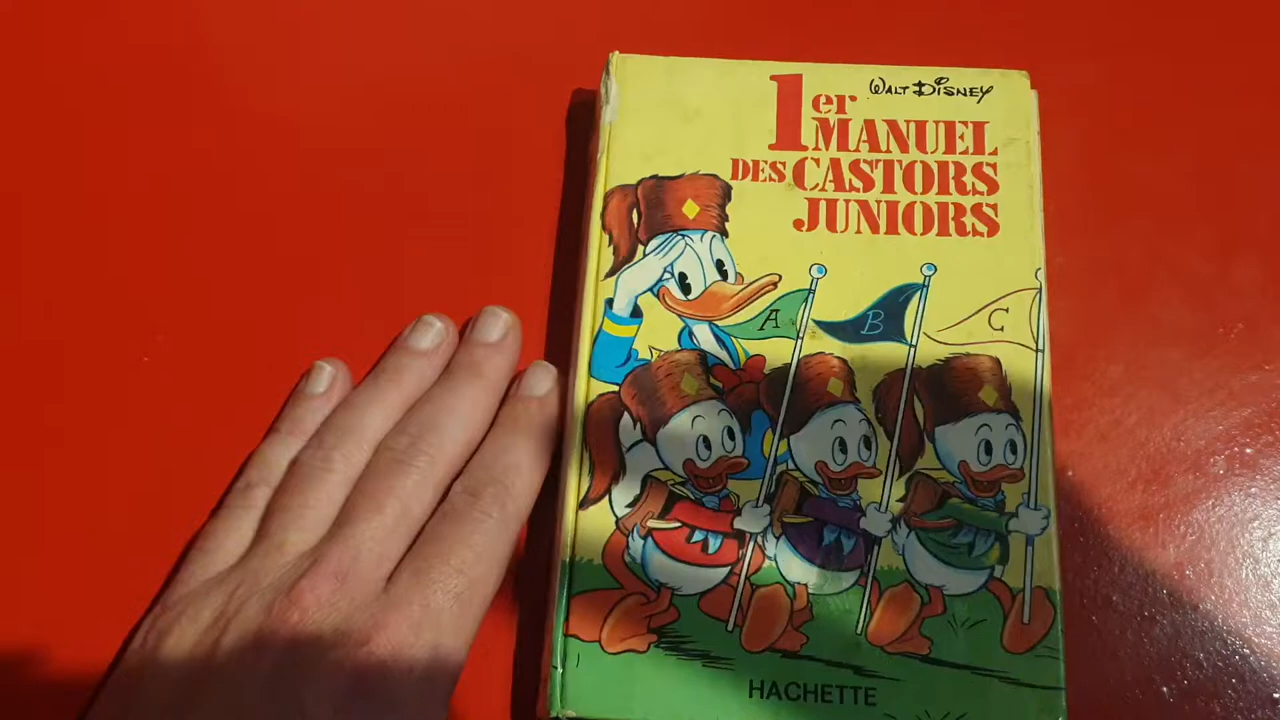 WALT DISNEY
1er
MANUEL
DES CASTORS
JUNIORS
A
B
C
HACHETTE